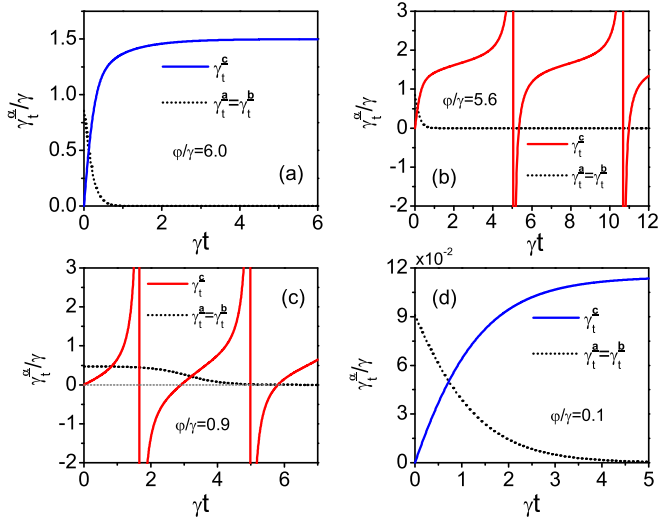 1.5
1.0
0.5
0.0
0
2
4
6
γt
γ_t^α/γ
γ_t^c
γ_t^a=γ_t^b
φ/γ=6.0
(a)
3
2
1
0
-1
-2
0
2
4
6
8
10
12
γt
γ_t^α/γ
φ/γ=5.6
(b)
γ_t^c
γ_t^a=γ_t^b
3
2
1
0
-1
-2
0
2
4
6
γt
γ_t^α/γ
γ_t^c
γ_t^a=γ_t^b
(c)
φ/γ=0.9
x10^-2
12
9
6
3
0
0
1
2
3
4
5
γt
γ_t^α/γ
(d)
γ_t^c
γ_t^a=γ_t^b
φ/γ=0.1